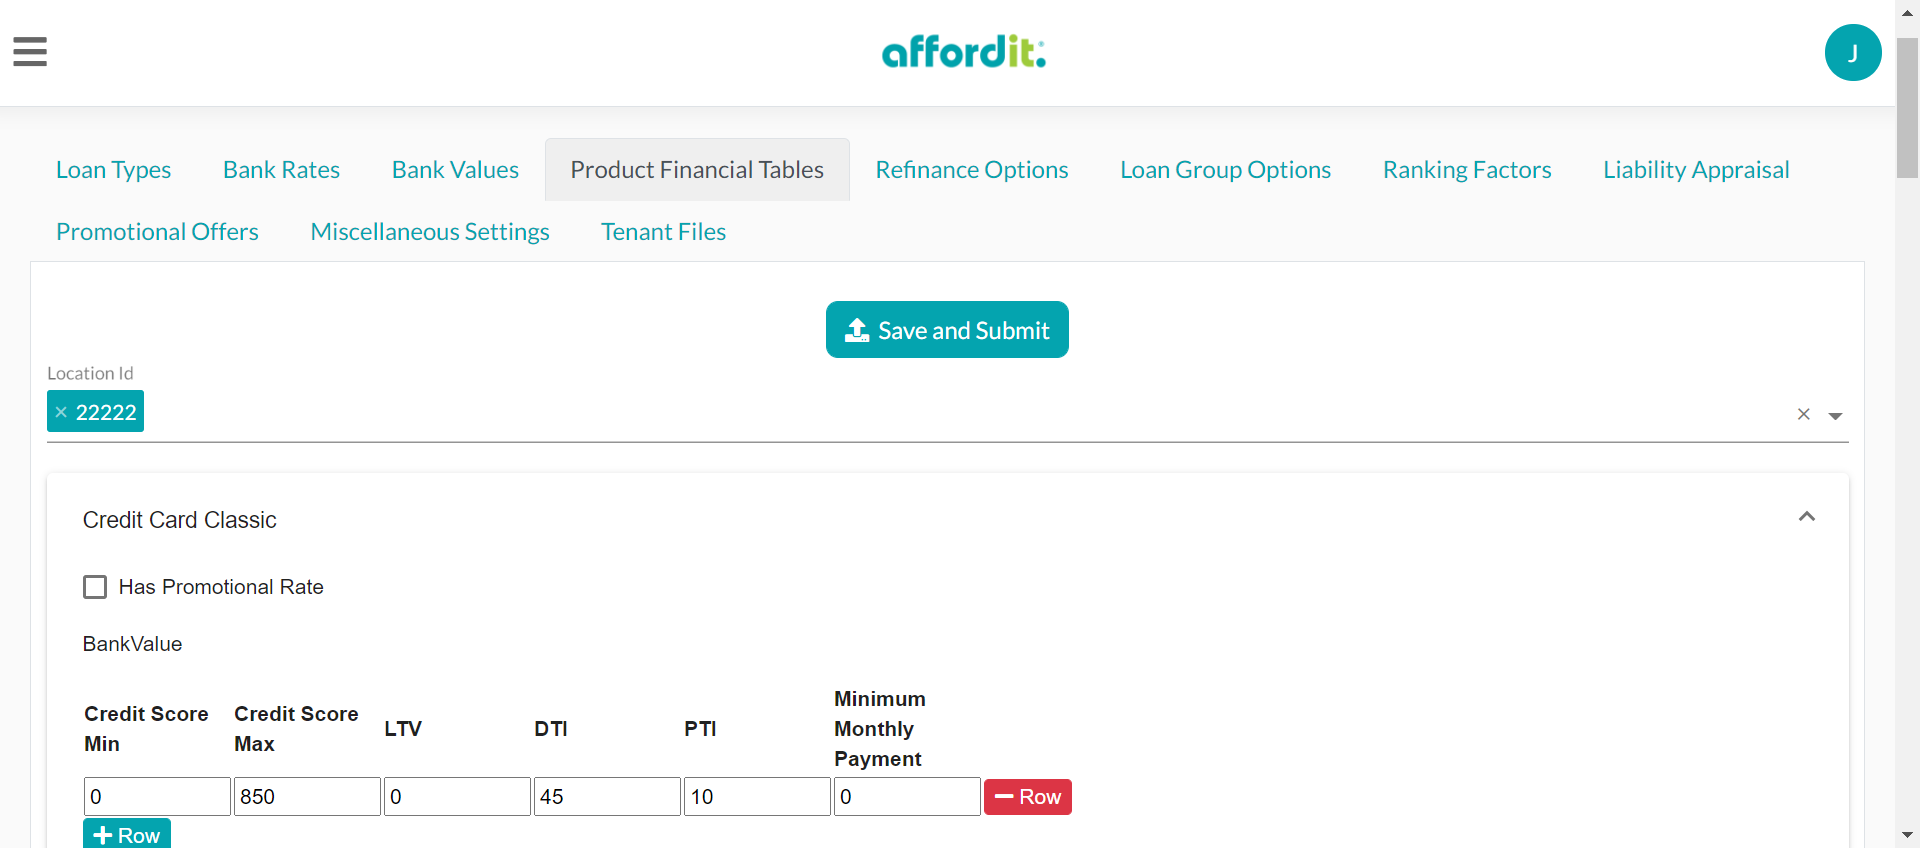 affordit:
J
Loan Types Bank Rates Bank Values Product Financial Tables Refinance Options Loan Group Options Ranking Factors Liability Appraisal
Promotional Offers Miscellaneous Settings Tenant Files
Save and Submit
Location Id
× 22222
Credit Card Classic
Has Promotional Rate
BankValue
Credit Score Min Credit Score Max LTV DTI PTI Minimum Monthly Payment
0 850 0 45 10 0 Row
Row